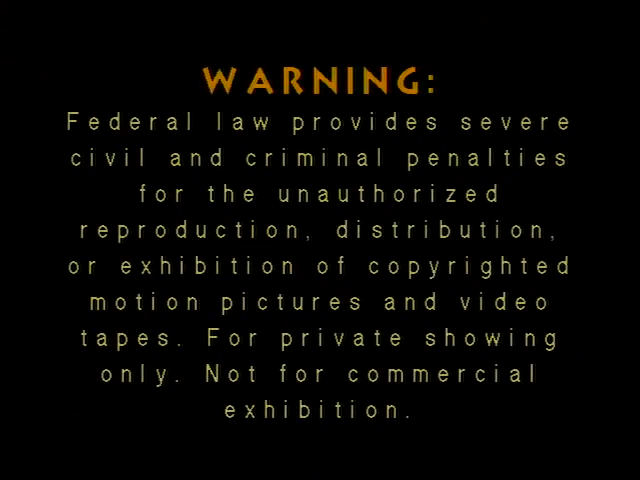 WARNING:
Federal law provides severe
civil and criminal penalties
for the unauthorized
reproduction, distribution,
or exhibition of copyrighted
motion pictures and video
tapes. For private showing
only. Not for commercial
exhibition.